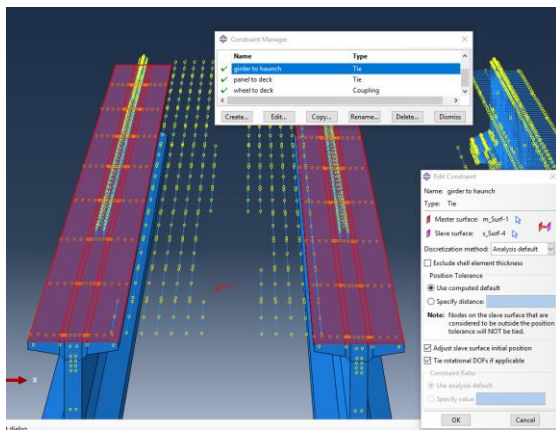 Constraint Manager
Name Type
girder to haunch Tie
panel to deck Tie
wheel to deck Coupling
Create... Edit... Copy... Rename... Delete... Dismiss
Edit Constraint
Name: girder to haunch
Type: Tie
Master surface: m_Surf-1
Slave surface: s_Surf-4
Discretization method: Analysis default
Exclude shell element thickness
Position Tolerance
Use computed default
Specify distance:
Note: Nodes on the slave surface that are
considered to be outside the position
tolerance will NOT be tied.
Adjust slave surface initial position
Tie rotational DOFs if applicable
Constraint Ratio
Use analysis default
Specify value
OK Cancel
X
dialog